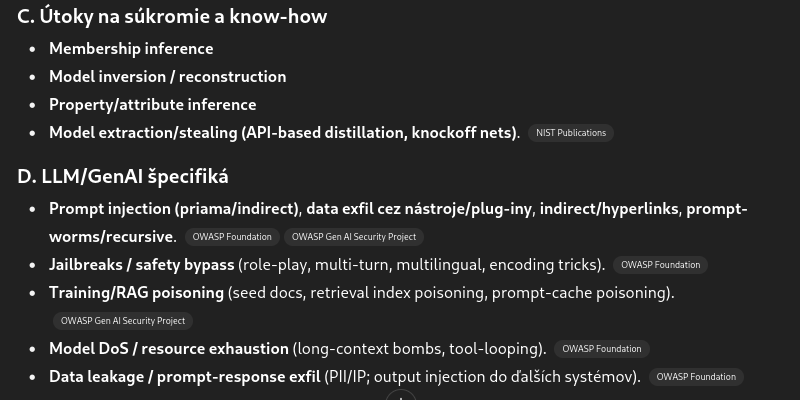 C. Útoky na súkromie a know-how
• Membership inference
• Model inversion / reconstruction
• Property/attribute inference
• Model extraction/stealing (API-based distillation, knockoff nets). NIST Publications
D. LLM/GenAI špecifiká
• Prompt injection (priama/indirect), data exfil cez nástroje/plug-iny, indirect/hyperlinks, prompt-
worms/recursive. OWASP Foundation OWASP Gen AI Security Project
• Jailbreaks / safety bypass (role-play, multi-turn, multilingual, encoding tricks). OWASP Foundation
• Training/RAG poisoning (seed docs, retrieval index poisoning, prompt-cache poisoning).
OWASP Gen AI Security Project
• Model DoS / resource exhaustion (long-context bombs, tool-looping). OWASP Foundation
• Data leakage / prompt-response exfil (PII/IP; output injection do ďalších systémov). OWASP Foundation